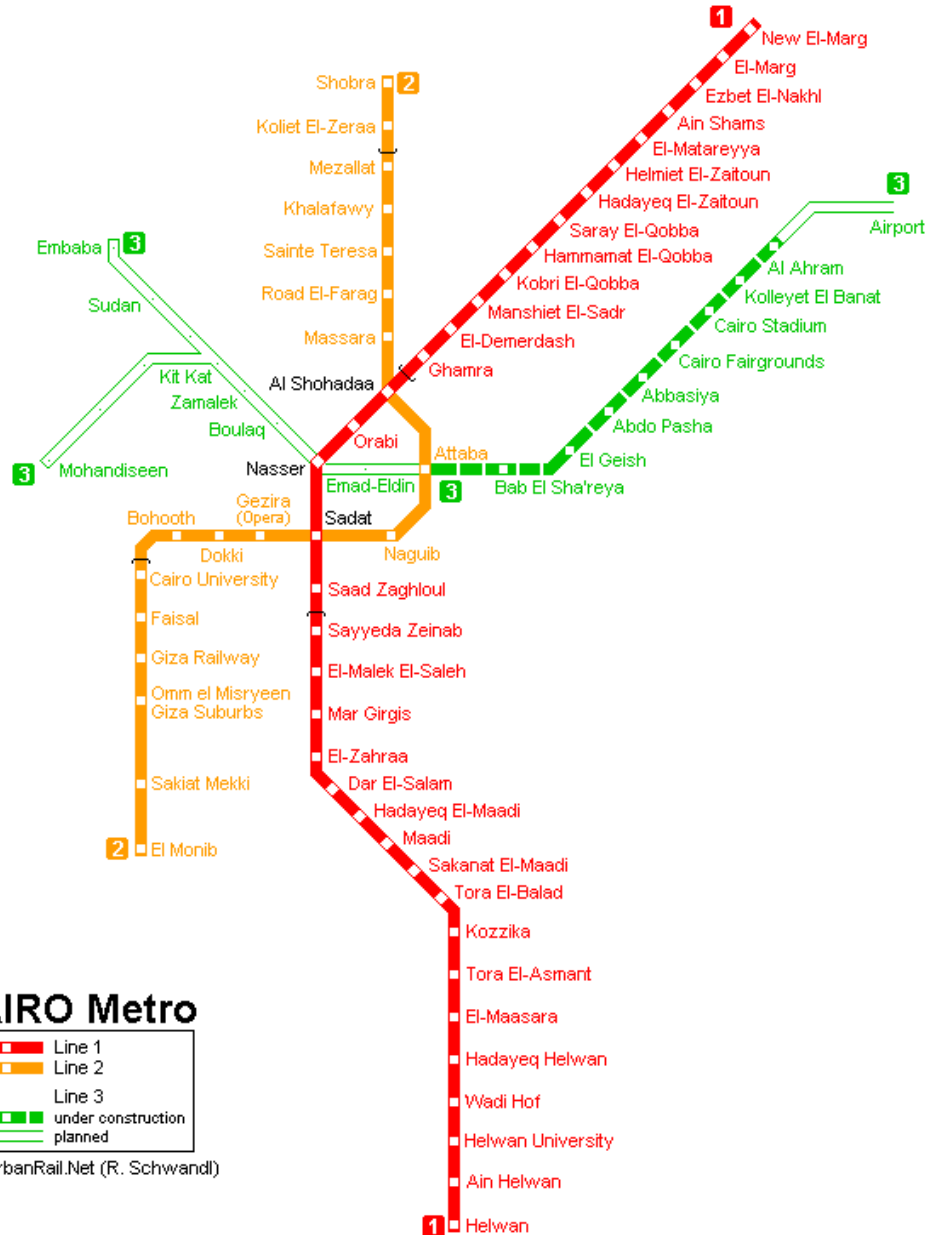 1
New El-Marg
El-Marg
Ezbet El-Nakhl
Ain Shams
El-Matareyya
Helmiet El-Zaitoun
Hadayeq El-Zaitoun
Saray El-Qobba
Hammamat El-Qobba
Kobri El-Qobba
Manshiet El-Sadr
El-Demerdash
Ghamra
Shobra
2
Koliet El-Zeraa
Mezallat
Khalafawy
Sainte Teresa
Road El-Farag
Massara
Al Shohadaa
3
Airport
Al Ahram
Kolleyet El Banat
Cairo Stadium
Cairo Fairgrounds
Abbasiya
Abdo Pasha
El Geish
Bab El Sha'reya
Embaba
3
Sudan
Kit Kat
Zamalek
Boulaq
3
Mohandiseen
Orabi
Nasser
Attaba
Emad-Eldin
3
Gezira
(Opera)
Sadat
Bohooth
Dokki
Naguib
Cairo University
Faisal
Giza Railway
Omm el Misryeen
Giza Suburbs
Sakiat Mekki
2
El Monib
Saad Zaghloul
Sayyeda Zeinab
El-Malek El-Saleh
Mar Girgis
El-Zahraa
Dar El-Salam
Hadayeq El-Maadi
Maadi
Sakanat El-Maadi
Tora El-Balad
Kozzika
Tora El-Asmant
El-Maasara
Hadayeq Helwan
Wadi Hof
Helwan University
Ain Helwan
1
Helwan
AIRO Metro
Line 1
Line 2
Line 3
under construction
planned
rbanRail.Net (R. Schwandl)